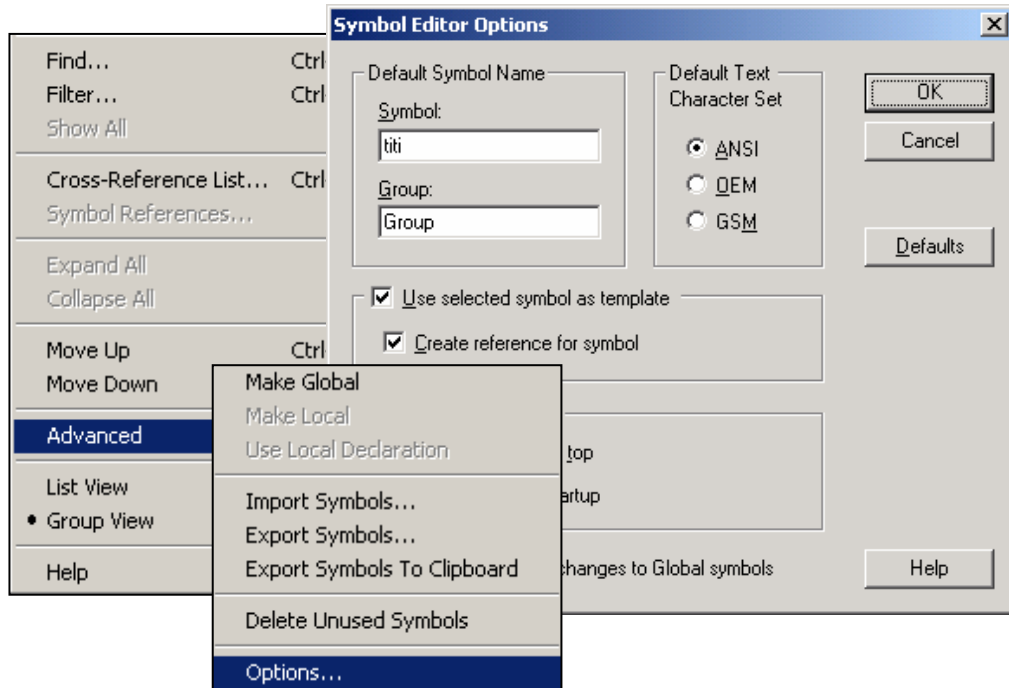 Symbol Editor Options
Find... Ctrl
Filter... Ctrl
Show All
Cross-Reference List... Ctrl
Symbol References...
Expand All
Collapse All
Move Up Ctrl
Move Down
Advanced
List View
Group View
Help
Make Global
Make Local
Use Local Declaration
Import Symbols...
Export Symbols...
Export Symbols To Clipboard
Delete Unused Symbols
Options...
Default Symbol Name
Symbol:
titi
Group:
Group
Default Text
Character Set
ANSI
OEM
GSM
OK
Cancel
Defaults
Use selected symbol as template
Create reference for symbol
top
artup
changes to Global symbols
Help